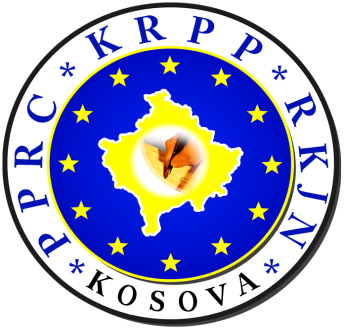 PPRC * KRPP * RKJN
* KOSOVA *